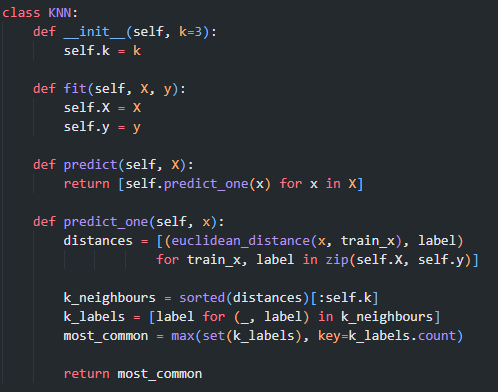 class KNN:
    def __init__(self, k=3):
        self.k = k
    def fit(self, X, y):
        self.X = X
        self.y = y
    def predict(self, X):
        return [self.predict_one(x) for x in X]
    def predict_one(self, x):
        distances = [(euclidean_distance(x, train_x), label)
                    for train_x, label in zip(self.X, self.y)]
        k_neighbours = sorted(distances)[:self.k]
        k_labels = [label for (_, label) in k_neighbours]
        most_common = max(set(k_labels), key=k_labels.count)
        return most_common